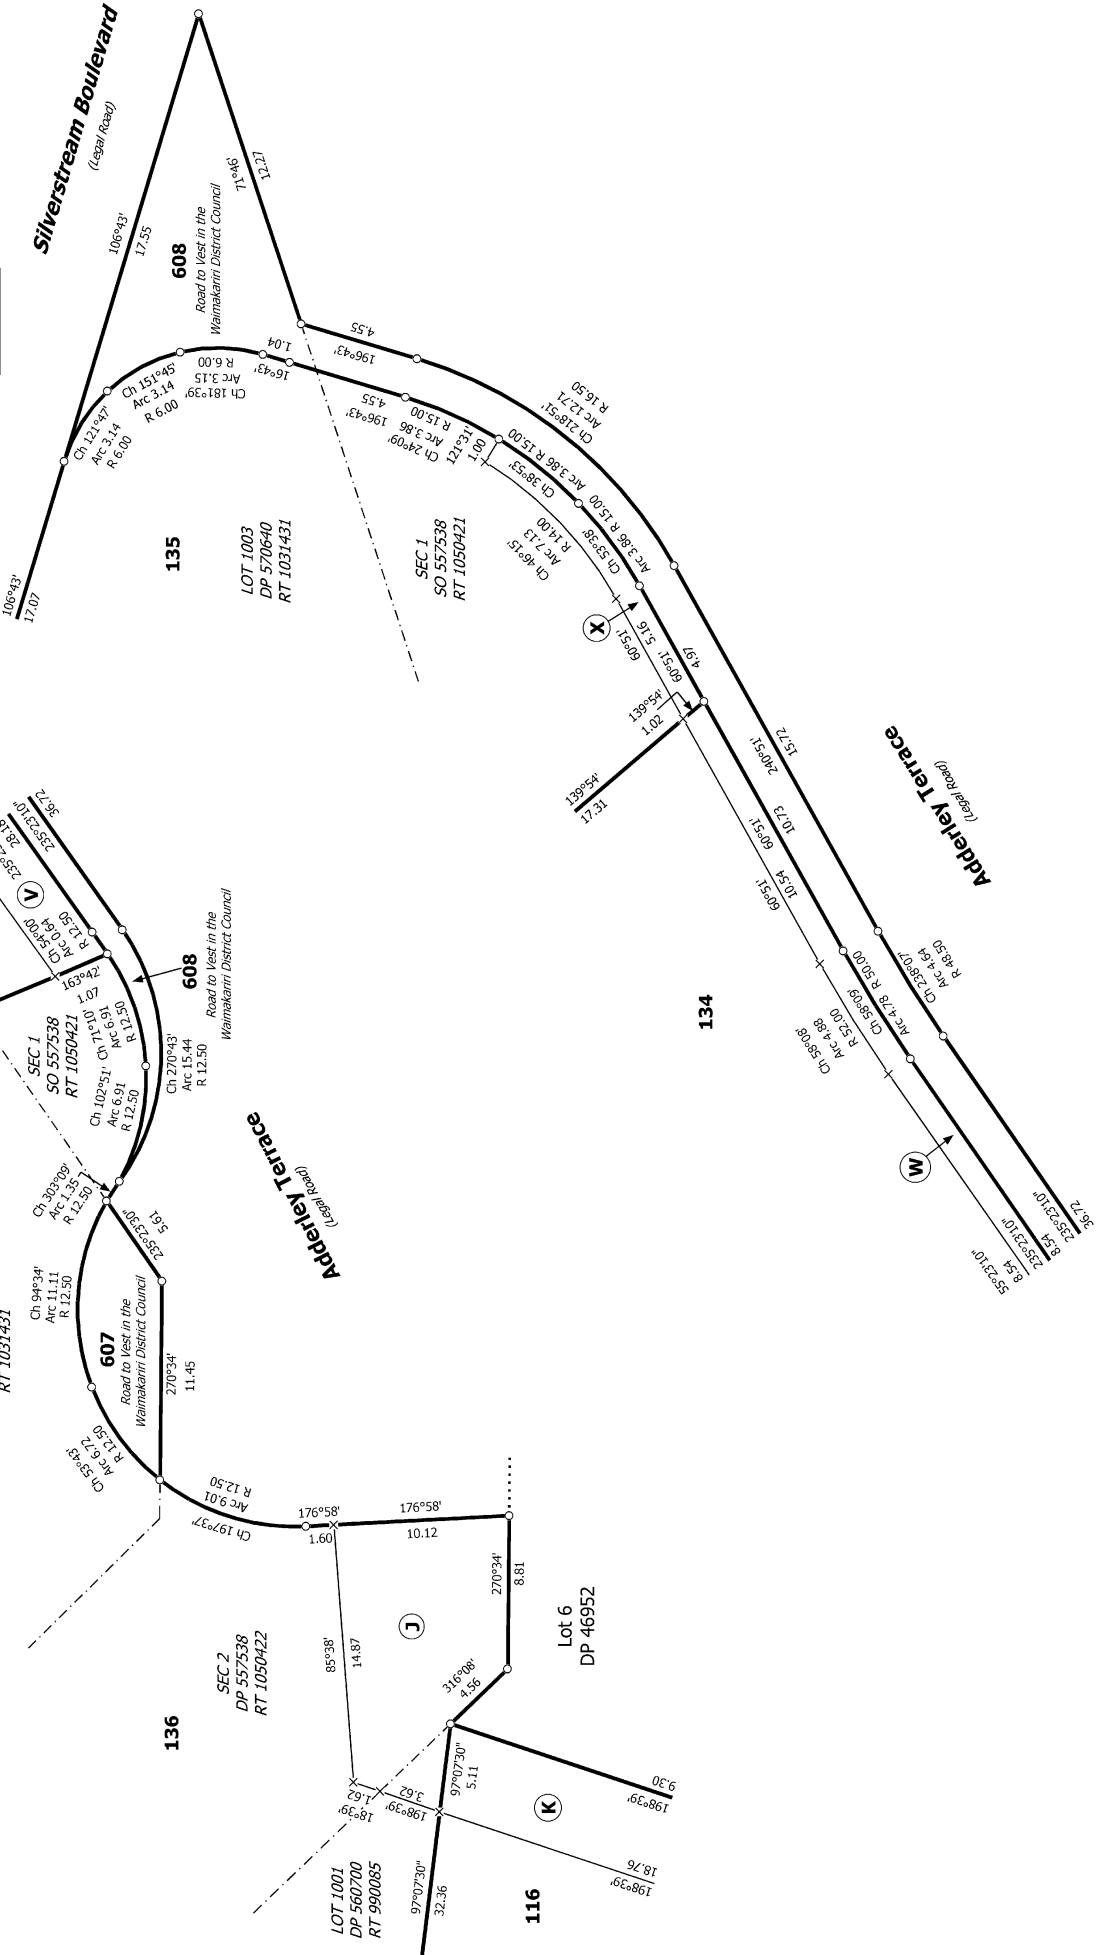 Silverstream Boulevard
(Legal Road)
106°43'
17.55
71°46'
12.27
608
Road to Vest in the
Waimakariri District Council
4.55
196°43'
1.04
16°43'
Ch 181°39'
Arc 3.15
R 6.00
Ch 151°45'
Arc 3.14
R 6.00
Ch 121°47'
Arc 3.14
R 6.00
106°43'
17.07
4.55
196°43'
R 15.00
Arc 3.86
Ch 24°09'
121°31'
1.00
R 16.50
Arc 12.71
Ch 218°51'
135
LOT 1003
DP 570640
RT 1031431
SEC 1
SO 557538
RT 1050421
Ch 38°53'
Arc 3.86 R 15.00
Ch 53°38'
Arc 3.86 R 15.00
R 14.00
Arc 7.13
Ch 46°15'
X
60°51'
5.16
60°51'
4.97
139°54'
1.02
139°54'
17.31
240°51'
15.72
60°51'
10.73
60°51'
10.54
Adderley Terrace
(Legal Road)
134
Ch 58°09'
Arc 4.78 R 50.00
Ch 58°08'
Arc 4.88
R 52.00
Ch 238°07'
Arc 4.64
R 48.50
W
55°23'10"
8.54
235°23'10"
8.54
235°23'10"
36.72
28.18
235°23'10"
36.72
V
Ch 54°00'
Arc 0.64
R 12.50
163°42'
1.07
608
Road to Vest in the
Waimakariri District Council
SEC 1
SO 557538
RT 1050421
Ch 71°10'
Arc 6.91
R 12.50
Ch 102°51'
Arc 6.91
R 12.50
Ch 270°43'
Arc 15.44
R 12.50
Ch 303°09'
Arc 1.35
R 12.50
235°23'30"
5.61
Adderley Terrace
(Legal Road)
Ch 94°34'
Arc 11.11
R 12.50
RT 1031431
607
Road to Vest in the
Waimakariri District Council
270°34'
11.45
Ch 53°43'
Arc 6.72
R 12.50
Ch 197°37'
Arc 9.01
R 12.50
176°58'
1.60
176°58'
10.12
270°34'
8.81
Lot 6
DP 46952
85°38'
14.87
J
SEC 2
DP 557538
RT 1050422
136
316°08'
4.56
97°07'30"
5.11
1.62
18°39'
3.62
198°39'
9.30
198°39'
K
18.76
198°39'
LOT 1001
DP 560700
RT 990085
97°07'30"
32.36
116